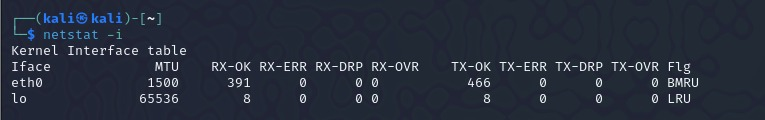 ┌──(kali㉿kali)-[~]
└─$ netstat -i
Kernel Interface table
Iface             MTU    RX-OK RX-ERR RX-DRP RX-OVR    TX-OK TX-ERR TX-DRP TX-OVR Flg
eth0             1500      391      0      0 0           466      0      0      0 BMRU
lo              65536        8      0      0 0             8      0      0      0 LRU